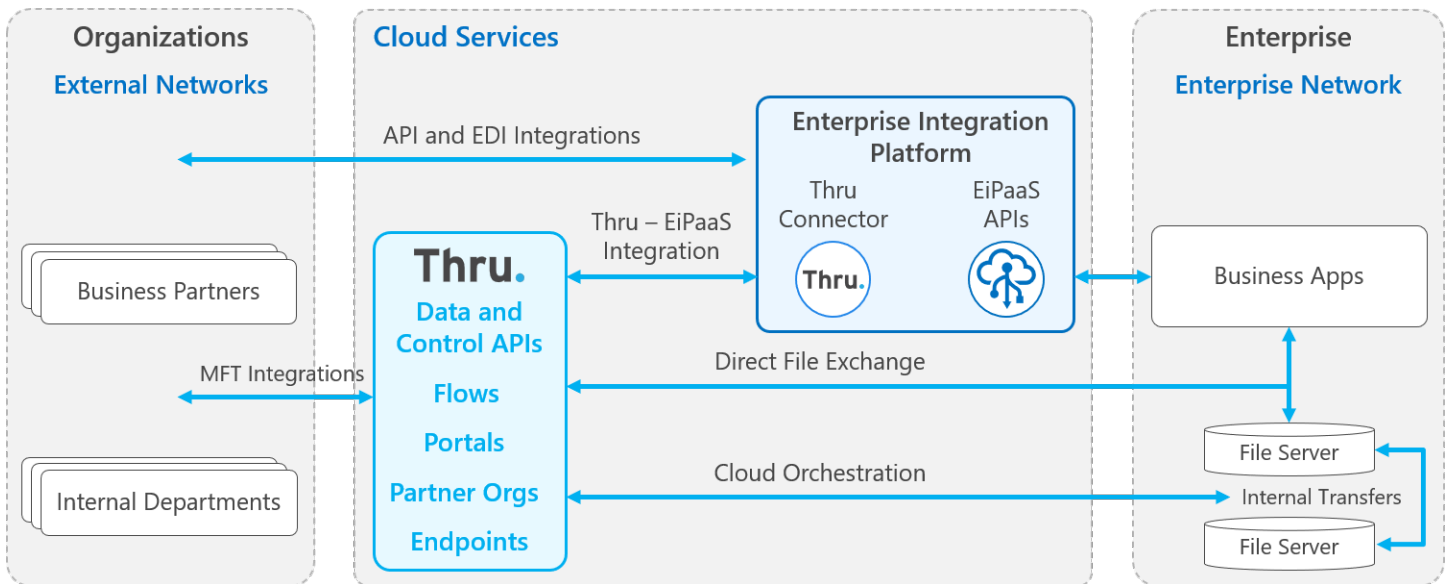 Organizations
External Networks
Business Partners
MFT Integrations
Internal Departments
Cloud Services
API and EDI Integrations
Enterprise Integration
Platform
Thru
Connector
Thru.
EiPaaS
APIs
Thru – EiPaaS
Integration
Thru.
Data and
Control APIs
Flows
Portals
Partner Orgs
Endpoints
Direct File Exchange
Cloud Orchestration
Enterprise
Enterprise Network
Business Apps
File Server
Internal Transfers
File Server